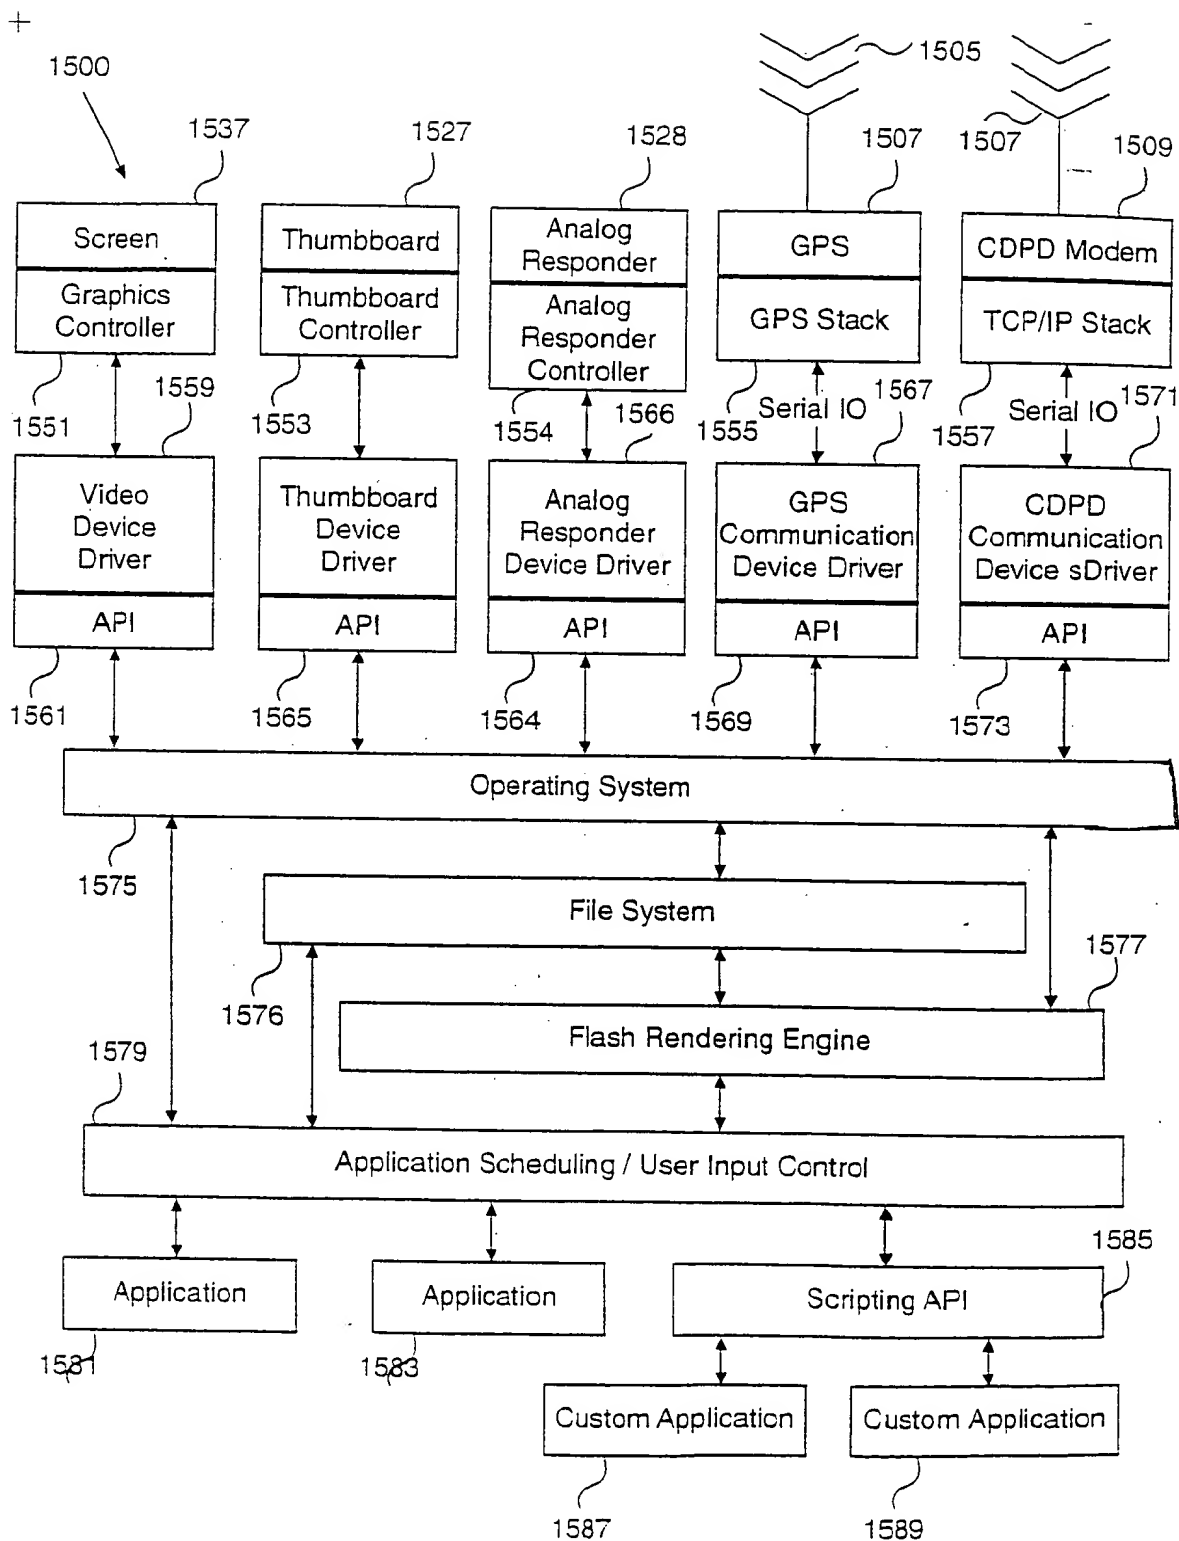 1500
1505
1507
1537
1527
1528
1507
1509
Screen
Graphics
Controller
Thumbboard
Thumbboard
Controller
Analog
Responder
Analog
Responder
Controller
GPS
GPS Stack
CDPD Modem
TCP/IP Stack
1551
1559
1553
1554
1566
1555
Serial IO
1567
1557
Serial IO
1571
Video
Device
Driver
API
Thumbboard
Device
Driver
API
Analog
Responder
Device Driver
API
GPS
Communication
Device Driver
API
CDPD
Communication
Device sDriver
API
1561
1565
1564
1569
1573
Operating System
1575
File System
1576
1577
Flash Rendering Engine
1579
Application Scheduling / User Input Control
1585
Application
Application
Scripting API
1581
1583
Custom Application
Custom Application
1587
1589